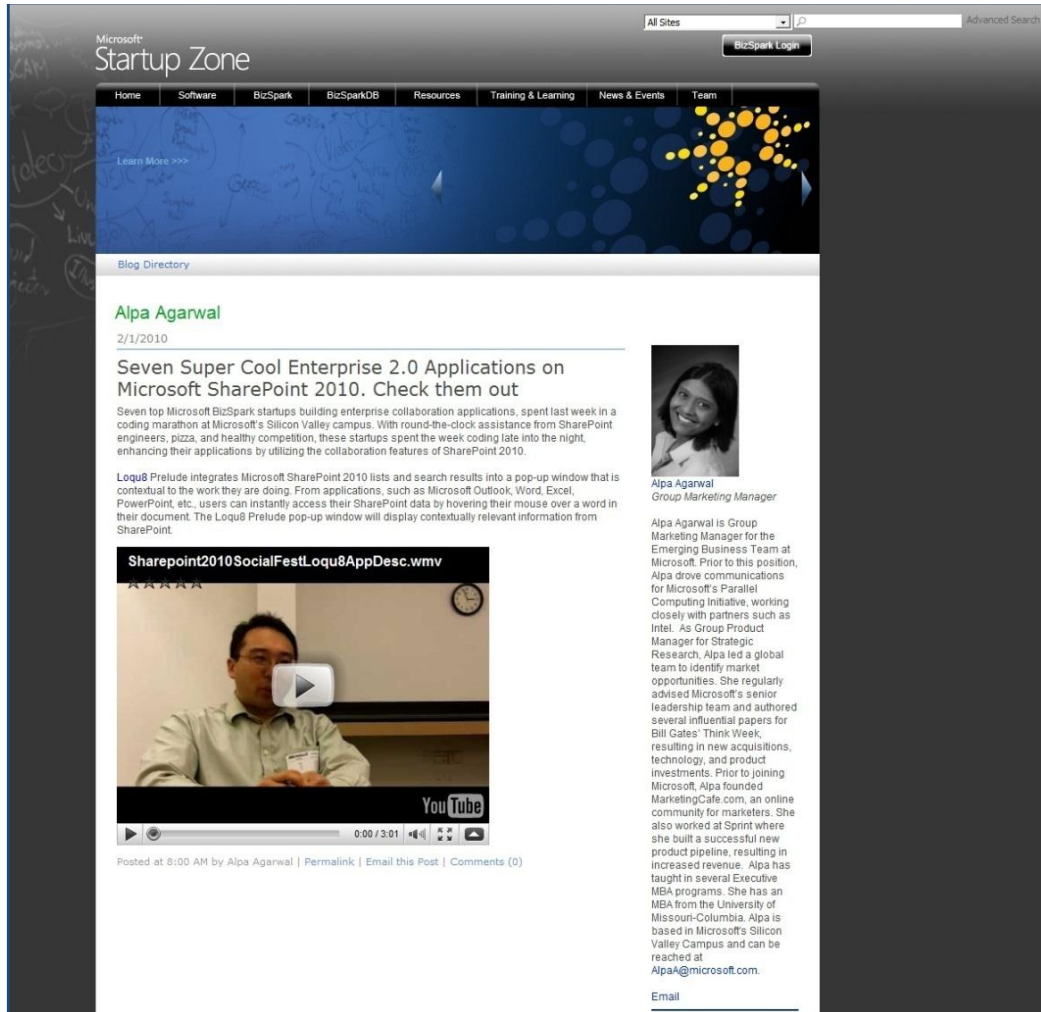 All Sites
Advanced Search
Microsoft
Startup Zone
BizSpark Login
Home Software BizSpark BizSparkDB Resources Training & Learning News & Events Team
Learn More >>>
Blog Directory
Alpa Agarwal
2/1/2010
Seven Super Cool Enterprise 2.0 Applications on
Microsoft SharePoint 2010. Check them out
Seven top Microsoft BizSpark startups building enterprise collaboration applications, spent last week in a
coding marathon at Microsoft's Silicon Valley campus. With round-the-clock assistance from SharePoint
engineers, pizza, and healthy competition, these startups spent the week coding late into the night,
enhancing their applications by utilizing the collaboration features of SharePoint 2010.
Loqu8 Prelude integrates Microsoft SharePoint 2010 lists and search results into a pop-up window that is
contextual to the work they are doing. From applications, such as Microsoft Outlook, Word, Excel,
PowerPoint, etc., users can instantly access their SharePoint data by hovering their mouse over a word in
their document. The Loqu8 Prelude pop-up window will display contextually relevant information from
SharePoint.
Sharepoint2010SocialFestLoqu8AppDesc.wmv
YouTube
0:00 / 3:01
Posted at 8:00 AM by Alpa Agarwal | Permalink | Email this Post | Comments (0)
Alpa Agarwal
Group Marketing Manager
Alpa Agarwal is Group
Marketing Manager for the
Emerging Business Team at
Microsoft. Prior to this position,
Alpa drove communications
for Microsoft's Parallel
Computing Initiative, working
closely with partners such as
Intel. As Group Product
Manager for Strategic
Research, Alpa led a global
team to identify market
opportunities. She regularly
advised Microsoft's senior
leadership team and authored
several influential papers for
Bill Gates' Think Week,
resulting in new acquisitions,
technology, and product
investments. Prior to joining
Microsoft, Alpa founded
MarketingCafe.com, an online
community for marketers. She
also worked at Sprint where
she built a successful new
product pipeline, resulting in
increased revenue. Alpa has
taught in several Executive
MBA programs. She has an
MBA from the University of
Missouri-Columbia. Alpa is
based in Microsoft's Silicon
Valley Campus and can be
reached at
AlpaA@microsoft.com.
Email